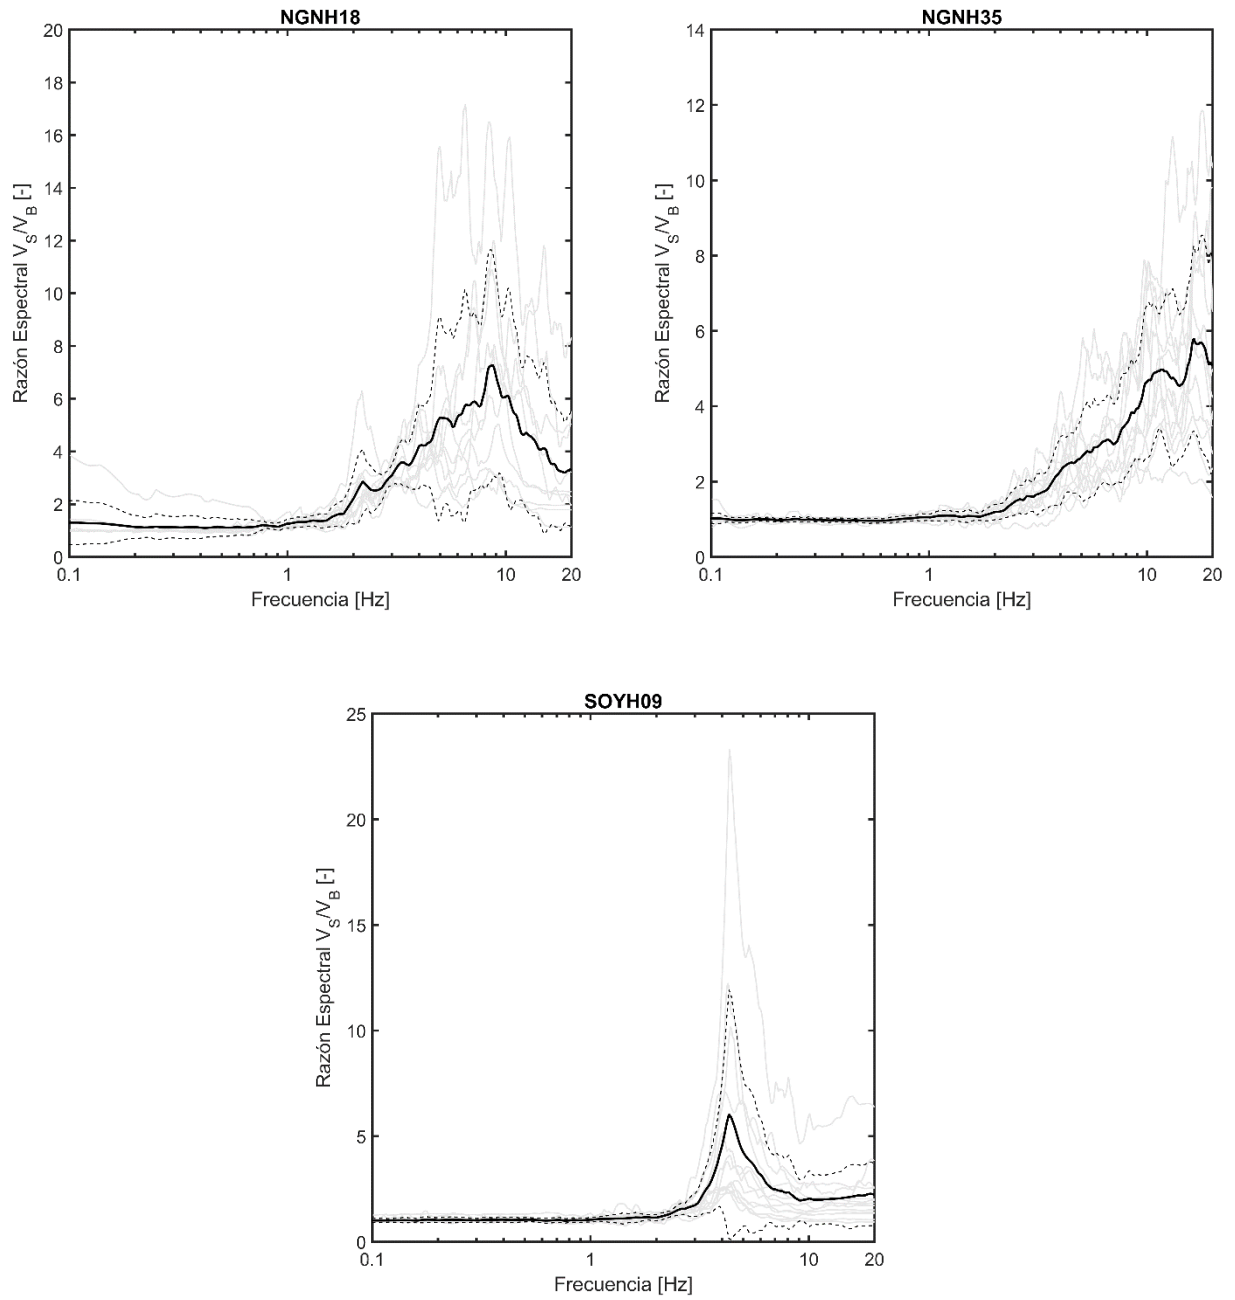 NGNH18
20
18
16
14
12
10
8
6
4
2
0
Razón Espectral V_S/V_B [-]
0.1 1 10 20
Frecuencia [Hz]
NGNH35
14
12
10
8
6
4
2
0
Razón Espectral V_S/V_B [-]
0.1 1 10 20
Frecuencia [Hz]
SOYH09
25
20
15
10
5
0
Razón Espectral V_S/V_B [-]
0.1 1 10 20
Frecuencia [Hz]